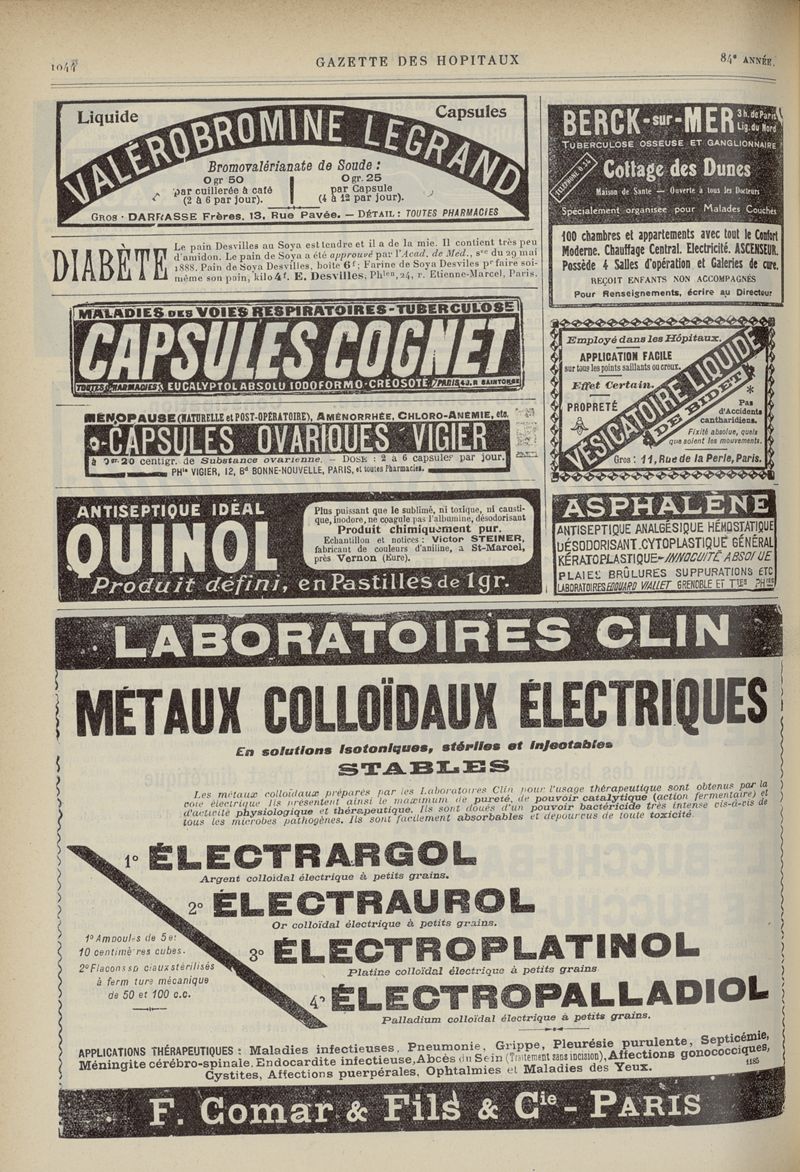 1044
GAZETTE DES HOPITAUX
84e ANNÉE.
Liquide
Capsules
VALÉROBROMINE LEGRAND
Bromovalérianate de Soude :
0 gr 50
par cuillerée à café
(2 à 6 par jour).
0 gr. 25
par Capsule
(4 à 12 par jour).
GROS · DARRASSE Frères. 13, Rue Pavée. — DÉTAIL : TOUTES PHARMACIES
DIABÈTE
Le pain Desvilles au Soya est tendre et il a de la mie. Il contient très peu
d'amidon. Le pain de Soya a été approuvé par l'Acad. de Med., sce du 29 mai
1888. Pain de Soya Desvilles, boite 6f; Farine de Soya Desviles pr faire soi-
même son pain, kilo 4f. E. Desvilles, Phien, 24, r. Etienne-Marcel, Paris.
MALADIES DES VOIES RESPIRATOIRES - TUBERCULOSE
CAPSULES COGNET
TOUTES PHARMACIES EUCALYPTOL ABSOLU IODOFORMO-CRÉOSOTÉ PARIS, 43, R SAINTONGE
MÉNOPAUSE (NATURELLE et POST-OPÉRATOIRE), AMÉNORRHÉE, CHLORO-ANÉMIE, etc.
CAPSULES OVARIQUES VIGIER
à 0gr20 centigr. de Substance ovarienne. — DOSE : 2 à 6 capsules par jour.
PHie VIGIER, 12, Bd BONNE-NOUVELLE, PARIS, et toutes Pharmacies.
ANTISEPTIQUE IDÉAL
QUINOL
Plus puissant que le sublimé, ni toxique, ni causti-
que, inodore, ne coagule pas l'albumine, désodorisant
Produit chimiquement pur.
Echantillon et notices : Victor STEINER,
fabricant de couleurs d'aniline, a St-Marcel,
près Vernon (Eure).
Produit défini, en Pastilles de 1gr.
BERCK-sur-MER
3 h. de Paris
Lig. du Nord
TUBERCULOSE OSSEUSE ET GANGLIONNAIRE
TÉLÉPHONE 0.54
Cottage des Dunes
Maison de Santé — Ouverte à tous les Docteurs
Spécialement organisée pour Malades Couchés
100 chambres et appartements avec tout le Confort
Moderne. Chauffage Central. Electricité. ASCENSEUR.
Possède 4 Salles d'opération et Galeries de cure.
REÇOIT ENFANTS NON ACCOMPAGNÉS
Pour Renseignements, écrire au Directeur
Employé dans les Hôpitaux.
APPLICATION FACILE
sur tous les points saillants ou creux.
Effet Certain.
PROPRETÉ
VÉSICATOIRE LIQUIDE
DE BIDET
Pas
d'Accidents
cantharidiens.
Fixité absolue, quels
que soient les mouvements.
Gros : 11, Rue de la Perle, Paris.
ASPHALÈNE
ANTISEPTIQUE ANALGÉSIQUE HÉMOSTATIQUE
DÉSODORISANT.CYTOPLASTIQUE GÉNÉRAL
KÉRATOPLASTIQUE - INNOCUITÉ ABSOLUE
PLAIES BRÛLURES SUPPURATIONS ETC
LABORATOIRES EDOUARD VIALLET GRENOBLE ET Ttes PHies
LABORATOIRES CLIN
MÉTAUX COLLOÏDAUX ÉLECTRIQUES
En solutions isotoniques, stériles et injectables
STABLES
Les métaux colloïdaux préparés par les Laboratoires Clin pour l'usage thérapeutique sont obtenus par la
voie électrique Ils présentent ainsi le maximum de pureté, de pouvoir catalytique (action fermentaire) et
d'activité physiologique et thérapeutique. Ils sont doués d'un pouvoir bactéricide très intense vis-à-vis de
tous les microbes pathogènes. Ils sont facilement absorbables et dépourvus de toute toxicité.
1° ÉLECTRARGOL
Argent colloïdal électrique à petits grains.
2° ÉLECTRAUROL
Or colloïdal électrique à petits grains.
3° ÉLECTROPLATINOL
Platine colloïdal électrique à petits grains
4° ÉLECTROPALLADIOL
Palladium colloïdal électrique à petits grains.
1° Ampoules de 5 et
10 centimètres cubes.
2° Flacons spéciaux stérilisés
à fermeture mécanique
de 50 et 100 c.c.
APPLICATIONS THÉRAPEUTIQUES : Maladies infectieuses, Pneumonie, Grippe, Pleurésie purulente, Septicémie,
Méningite cérébro-spinale, Endocardite infectieuse, Abcès du Sein (Traitement sans incision), Affections gonococciques,
Cystites, Affections puerpérales, Ophtalmies et Maladies des Yeux.
1185
F. Comar & Fils & Cie - PARIS